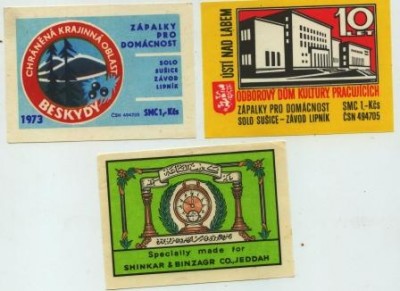 CHRÁNĚNÁ KRAJINNÁ OBLAST
BESKYDY
1973
ZÁPALKY
PRO
DOMÁCNOST
SOLO
SUŠICE
ZÁVOD
LIPNÍK
ČSN 494705
SMC 1,-Kčs
ÚSTÍ NAD LABEM
10
LET
ODBOROVÝ DŮM KULTURY PRACUJÍCÍCH
ZÁPALKY PRO DOMÁCNOST SMC 1,-Kčs
SOLO SUŠICE - ZÁVOD LIPNÍK ČSN 494705
Specially made for
SHINKAR & BINZAGR CO., JEDDAH